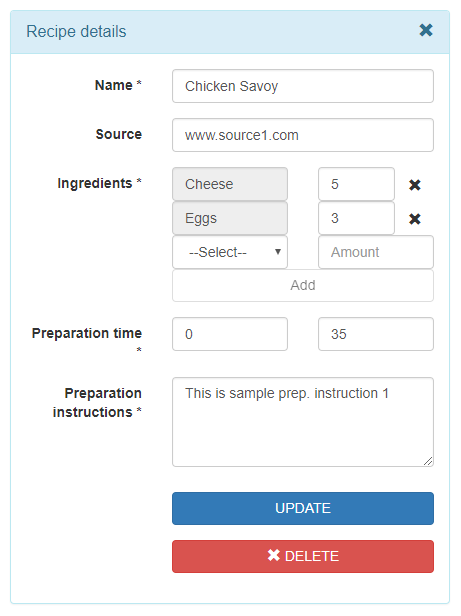 Recipe details
Name *
Chicken Savoy
Source
www.source1.com
Ingredients *
Cheese 5
Eggs 3
--Select-- Amount
Add
Preparation time
*
0 35
Preparation
instructions *
This is sample prep. instruction 1
UPDATE
DELETE